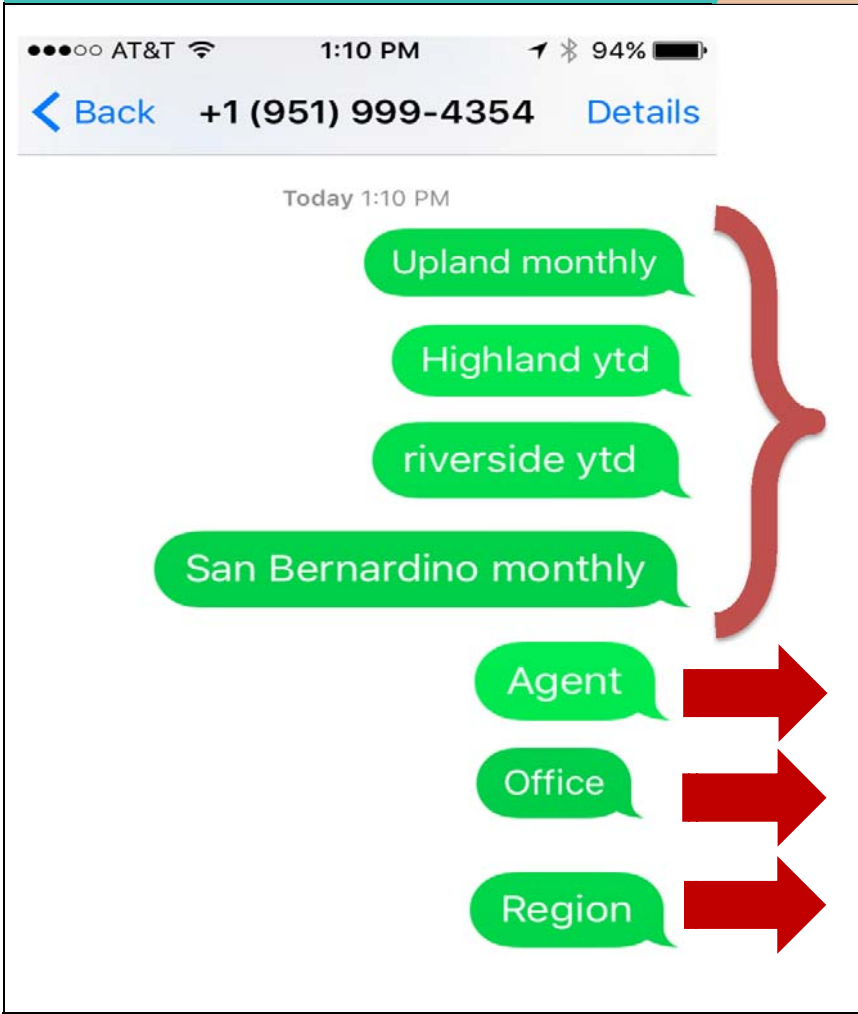 ●●●○○ AT&T 1:10 PM 94%
Back +1 (951) 999-4354 Details
Today 1:10 PM
Upland monthly
Highland ytd
riverside ytd
San Bernardino monthly
Agent
Office
Region